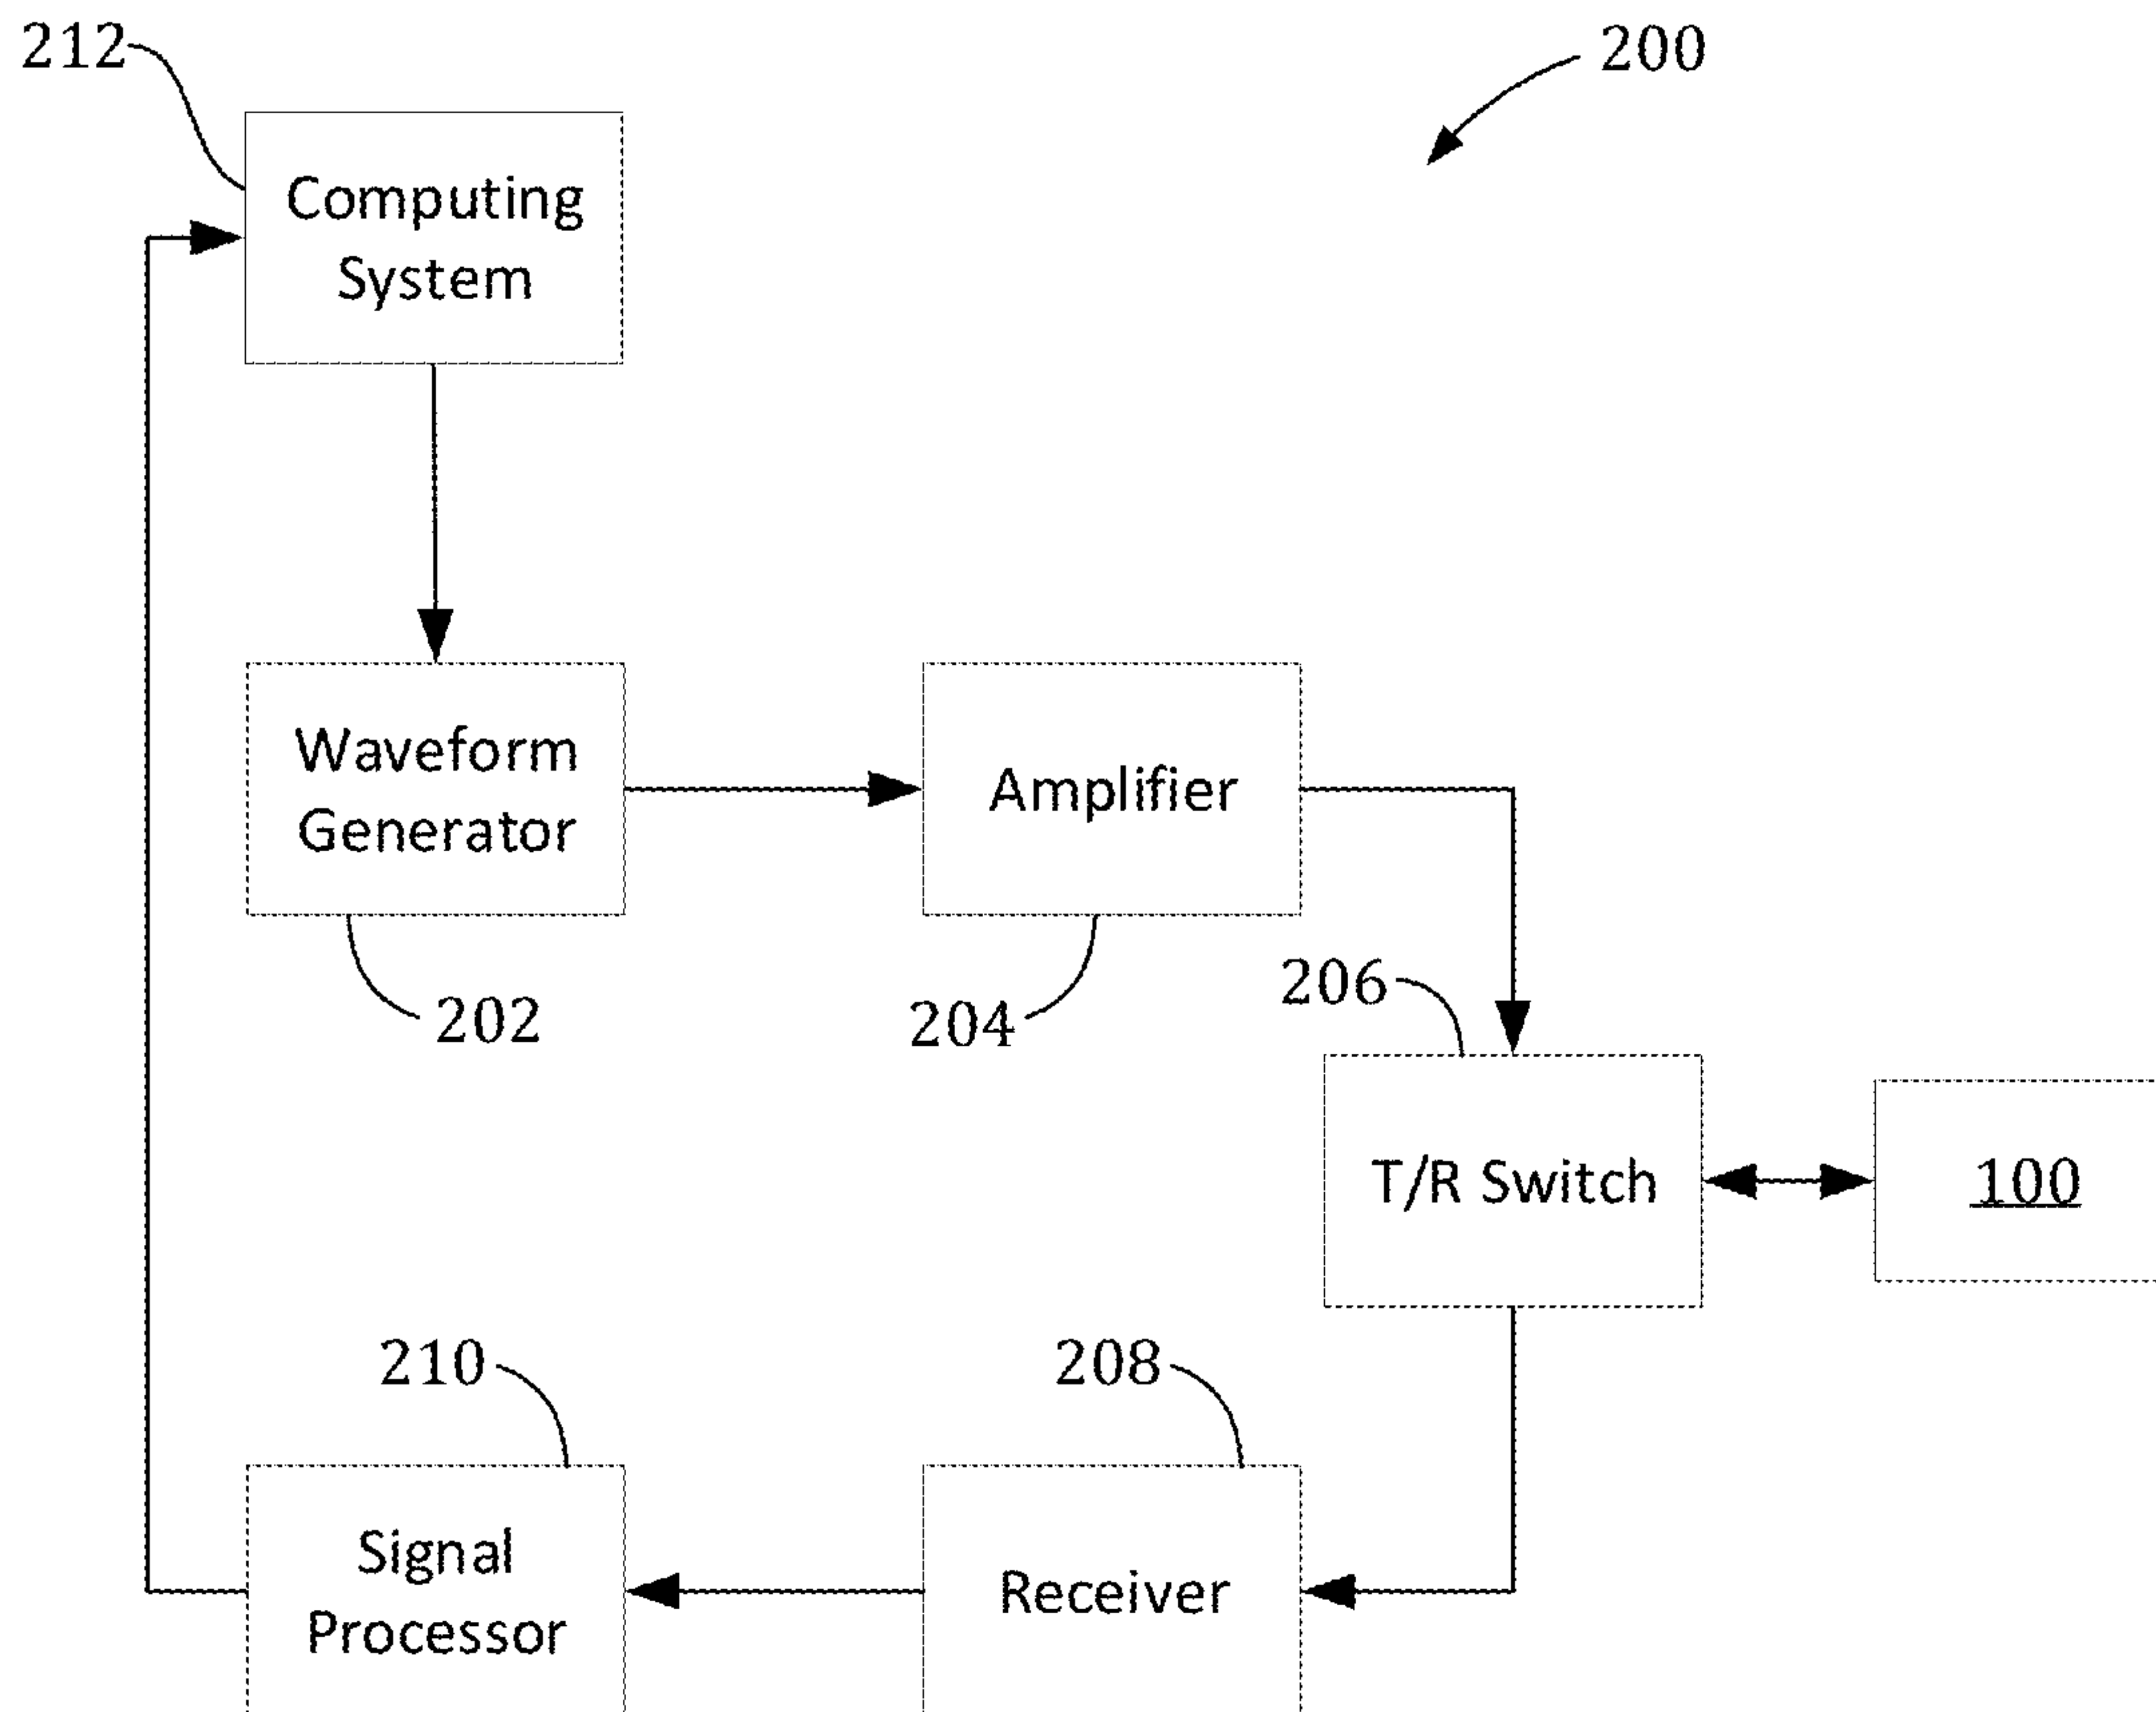 212
200
Computing
System
Waveform
Generator
Amplifier
202
204
206
T/R Switch
100
210
208
Signal
Processor
Receiver